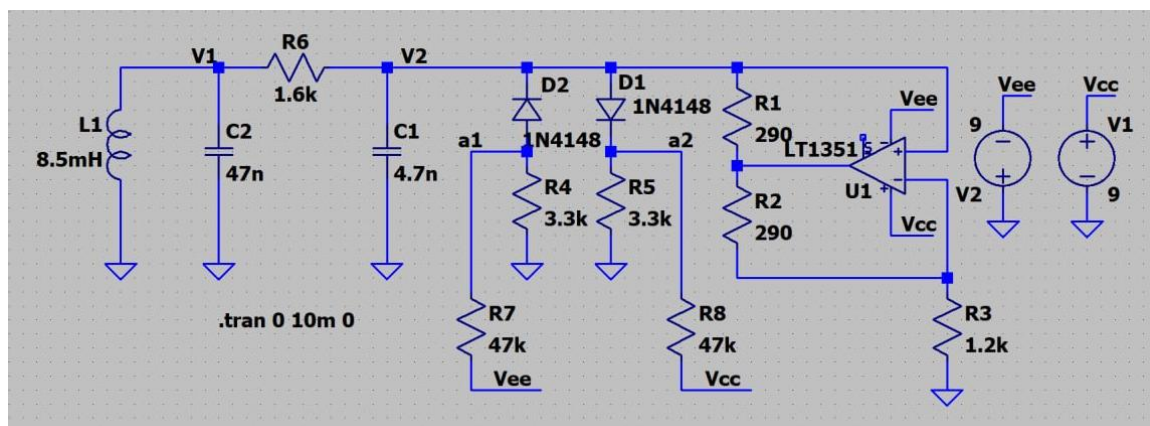 V1
R6
1.6k
V2
L1
8.5mH
C2
47n
C1
4.7n
D2
1N4148
D1
1N4148
a1
a2
R4
3.3k
R5
3.3k
R1
290
R2
290
Vee
LT1351
U1
Vcc
R7
47k
Vee
R8
47k
Vcc
R3
1.2k
Vee
9
V2
Vcc
V1
9
.tran 0 10m 0